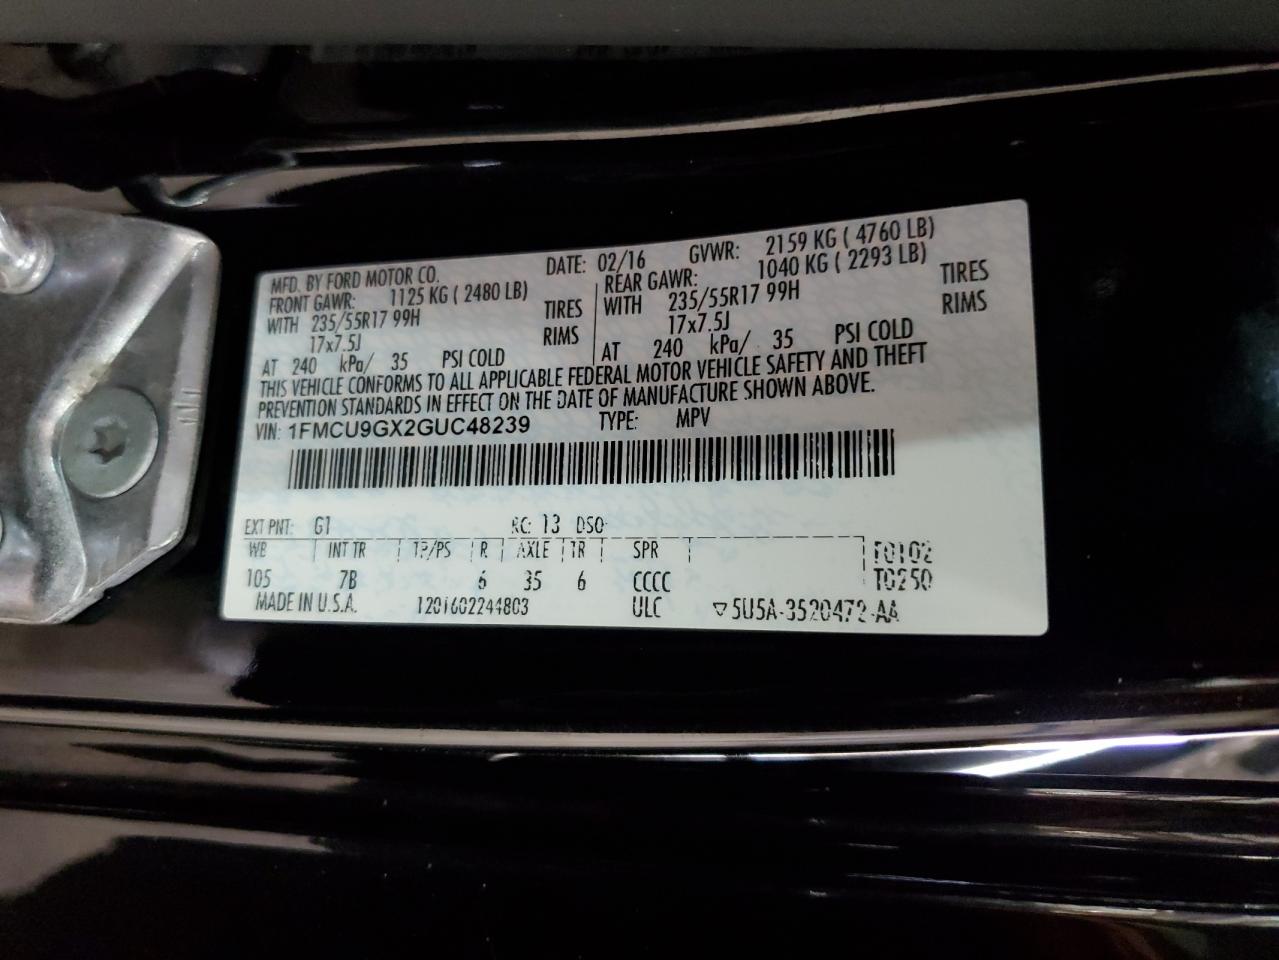 MFD. BY FORD MOTOR CO. DATE: 02/16 GVWR: 2159 KG ( 4760 LB)
FRONT GAWR: 1125 KG ( 2480 LB) REAR GAWR: 1040 KG ( 2293 LB)
WITH 235/55R17 99H TIRES WITH 235/55R17 99H TIRES
17x7.5J RIMS 17x7.5J RIMS
AT 240 kPa/ 35 PSI COLD AT 240 kPa/ 35 PSI COLD
THIS VEHICLE CONFORMS TO ALL APPLICABLE FEDERAL MOTOR VEHICLE SAFETY AND THEFT
PREVENTION STANDARDS IN EFFECT ON THE DATE OF MANUFACTURE SHOWN ABOVE.
VIN: 1FMCU9GX2GUC48239 TYPE: MPV
EXT PNT: G1 RC: 13 DSO:
WB INT TR TP/PS R AXLE TR SPR F0102
105 7B 6 35 6 CCCC T0250
MADE IN U.S.A. 1201602244803 ULC ▽5U5A-3520472-AA